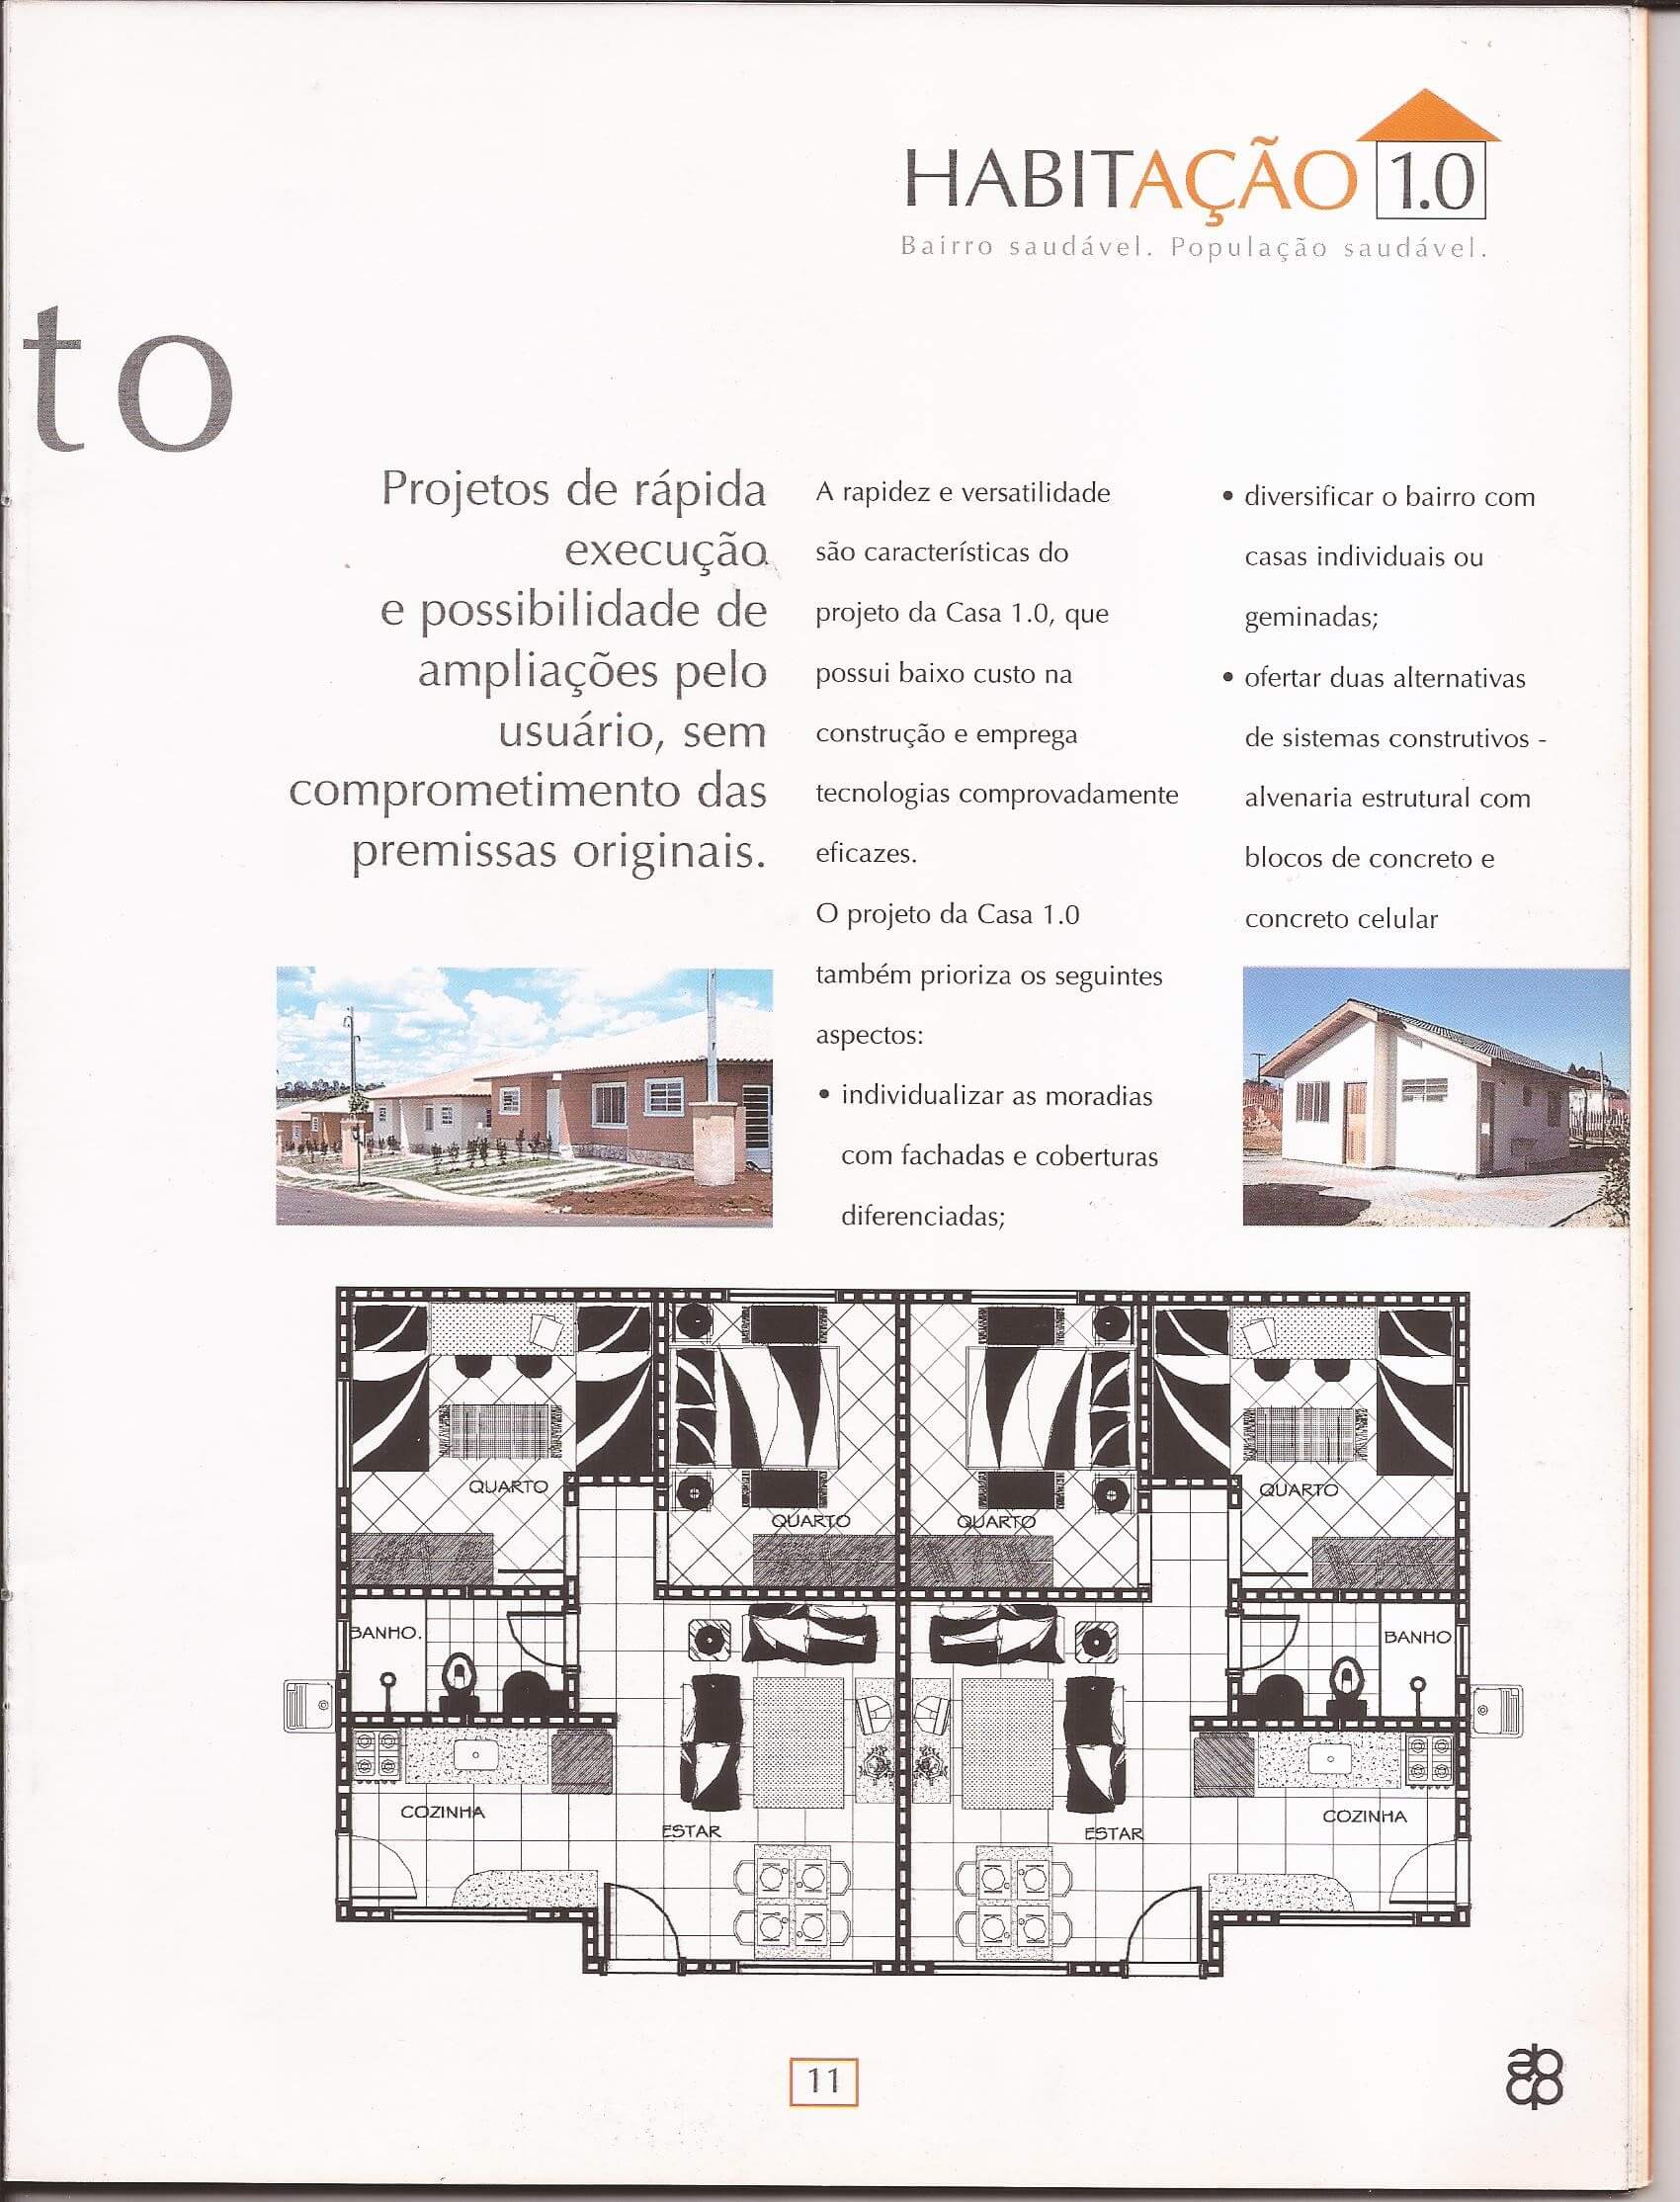 HABITAÇÃO 1.0
Bairro saudável. População saudável.
to
Projetos de rápida
execução
e possibilidade de
ampliações pelo
usuário, sem
comprometimento das
premissas originais.
A rapidez e versatilidade
são características do
projeto da Casa 1.0, que
possui baixo custo na
construção e emprega
tecnologias comprovadamente
eficazes.
O projeto da Casa 1.0
também prioriza os seguintes
aspectos:
• individualizar as moradias
com fachadas e coberturas
diferenciadas;
• diversificar o bairro com
casas individuais ou
geminadas;
• ofertar duas alternativas
de sistemas construtivos -
alvenaria estrutural com
blocos de concreto e
concreto celular
QUARTO
QUARTO
QUARTO
QUARTO
BANHO.
BANHO
COZINHA
ESTAR
ESTAR
COZINHA
11
abcp